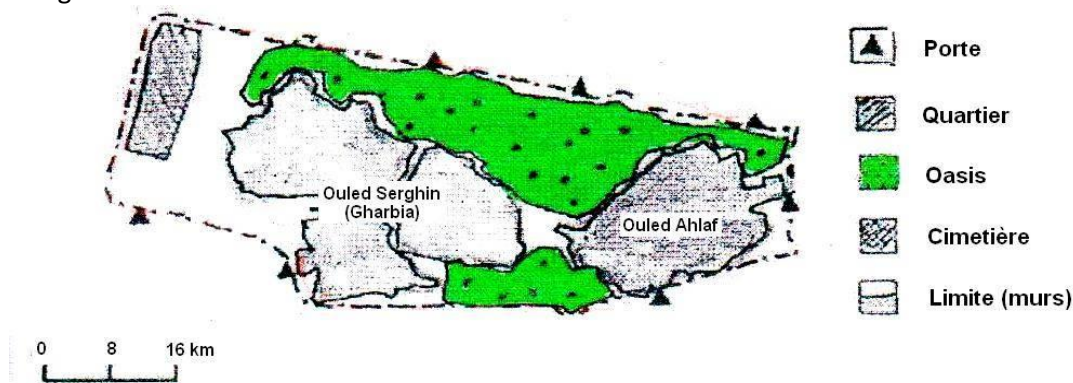 Porte
Quartier
Oasis
Ouled Serghin
(Gharbia)
Ouled Ahlaf
Cimetière
Limite (murs)
0 8 16 km